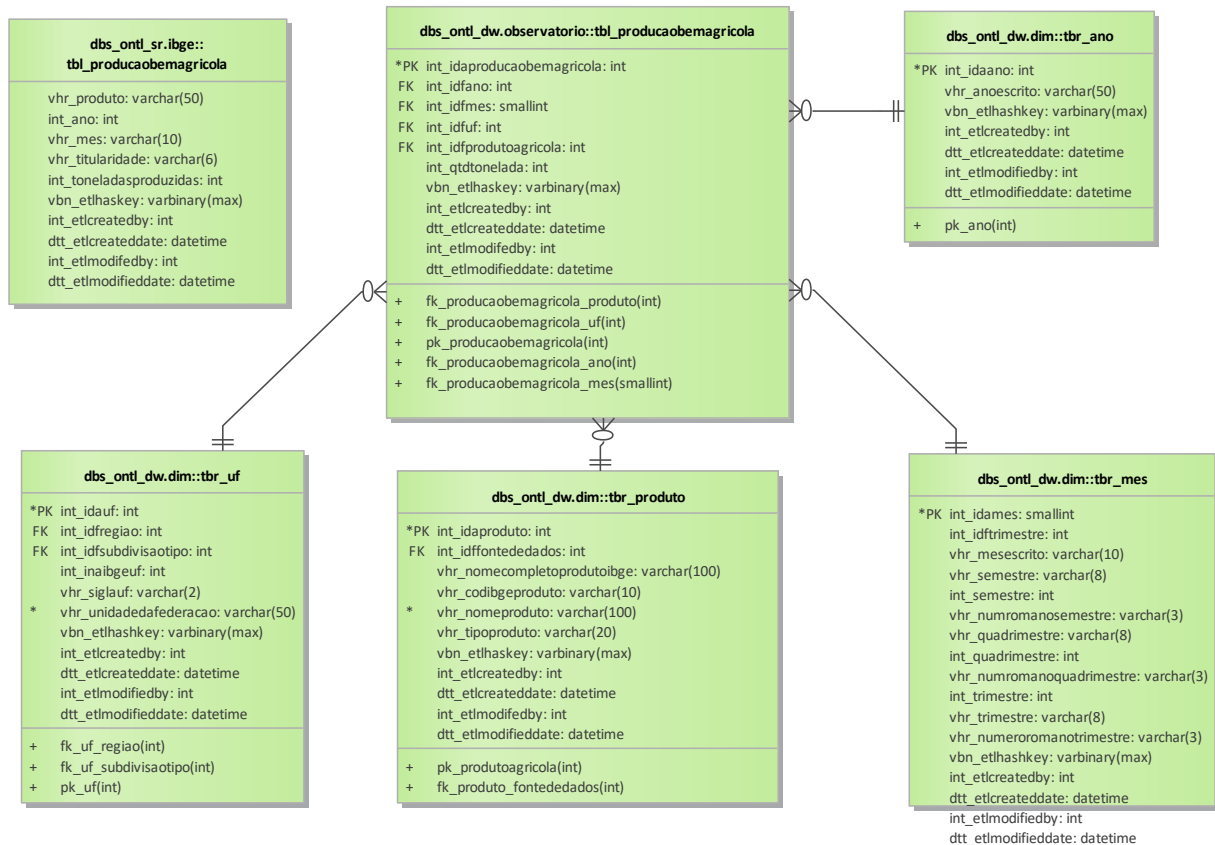 dbs_ontl_sr.ibge::
tbl_producaobemagricola
vhr_produto: varchar(50)
int_ano: int
vhr_mes: varchar(10)
vhr_titularidade: varchar(6)
int_toneladasproduzidas: int
vbn_etlhaskey: varbinary(max)
int_etlcreatedby: int
dtt_etlcreateddate: datetime
int_etlmodifedby: int
dtt_etlmodifieddate: datetime
dbs_ontl_dw.observatorio::tbl_producaobemagricola
*PK int_idaproducaobemagricola: int
FK int_idfano: int
FK int_idfmes: smallint
FK int_idfuf: int
FK int_idfprodutoagricola: int
int_qtdtonelada: int
vbn_etlhaskey: varbinary(max)
int_etlcreatedby: int
dtt_etlcreateddate: datetime
int_etlmodifedby: int
dtt_etlmodifieddate: datetime
+ fk_producaobemagricola_produto(int)
+ fk_producaobemagricola_uf(int)
+ pk_producaobemagricola(int)
+ fk_producaobemagricola_ano(int)
+ fk_producaobemagricola_mes(smallint)
dbs_ontl_dw.dim::tbr_ano
*PK int_idaano: int
vhr_anoescrito: varchar(50)
vbn_etlhashkey: varbinary(max)
int_etlcreatedby: int
dtt_etlcreateddate: datetime
int_etlmodifiedby: int
dtt_etlmodifieddate: datetime
+ pk_ano(int)
dbs_ontl_dw.dim::tbr_uf
*PK int_idauf: int
FK int_idfregiao: int
FK int_idfsubdivisaotipo: int
int_inaibgeuf: int
vhr_siglauf: varchar(2)
* vhr_unidadedafederacao: varchar(50)
vbn_etlhashkey: varbinary(max)
int_etlcreatedby: int
dtt_etlcreateddate: datetime
int_etlmodifiedby: int
dtt_etlmodifieddate: datetime
+ fk_uf_regiao(int)
+ fk_uf_subdivisaotipo(int)
+ pk_uf(int)
dbs_ontl_dw.dim::tbr_produto
*PK int_idaproduto: int
FK int_idffontededados: int
vhr_nomecompletoprodutoibge: varchar(100)
vhr_codibgeproduto: varchar(10)
* vhr_nomeproduto: varchar(100)
vhr_tipoproduto: varchar(20)
vbn_etlhaskey: varbinary(max)
int_etlcreatedby: int
dtt_etlcreateddate: datetime
int_etlmodifedby: int
dtt_etlmodifieddate: datetime
+ pk_produtoagricola(int)
+ fk_produto_fontededados(int)
dbs_ontl_dw.dim::tbr_mes
*PK int_idames: smallint
int_idftrimestre: int
vhr_mesescrito: varchar(10)
vhr_semestre: varchar(8)
int_semestre: int
vhr_numromanosemestre: varchar(3)
vhr_quadrimestre: varchar(8)
int_quadrimestre: int
vhr_numromanoquadrimestre: varchar(3)
int_trimestre: int
vhr_trimestre: varchar(8)
vhr_numeroromanotrimestre: varchar(3)
vbn_etlhashkey: varbinary(max)
int_etlcreatedby: int
dtt_etlcreateddate: datetime
int_etlmodifiedby: int
dtt_etlmodifieddate: datetime